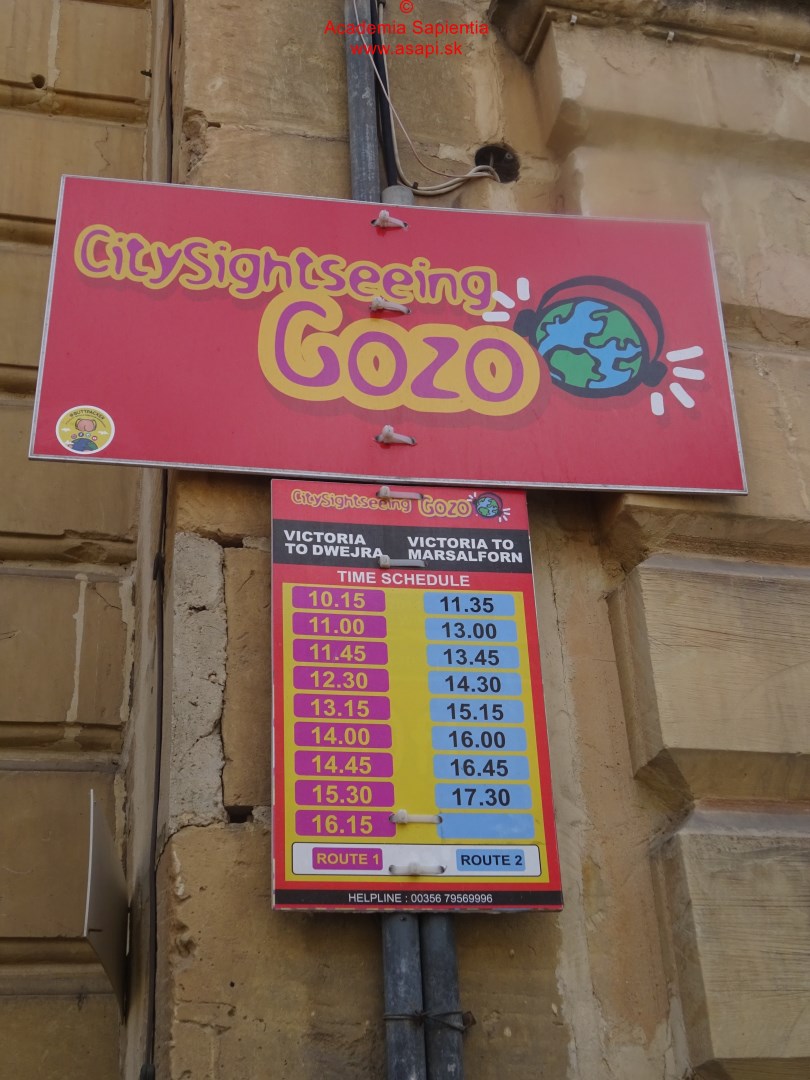 © 
Academia Sapientia
www.asapi.sk
CitySightseeing
Gozo
CitySightseeing Gozo
VICTORIA TO DWEJRA
VICTORIA TO MARSALFORN
TIME SCHEDULE
10.15 11.35
11.00 13.00
11.45 13.45
12.30 14.30
13.15 15.15
14.00 16.00
14.45 16.45
15.30 17.30
16.15
ROUTE 1 ROUTE 2
HELPLINE : 00356 79569996